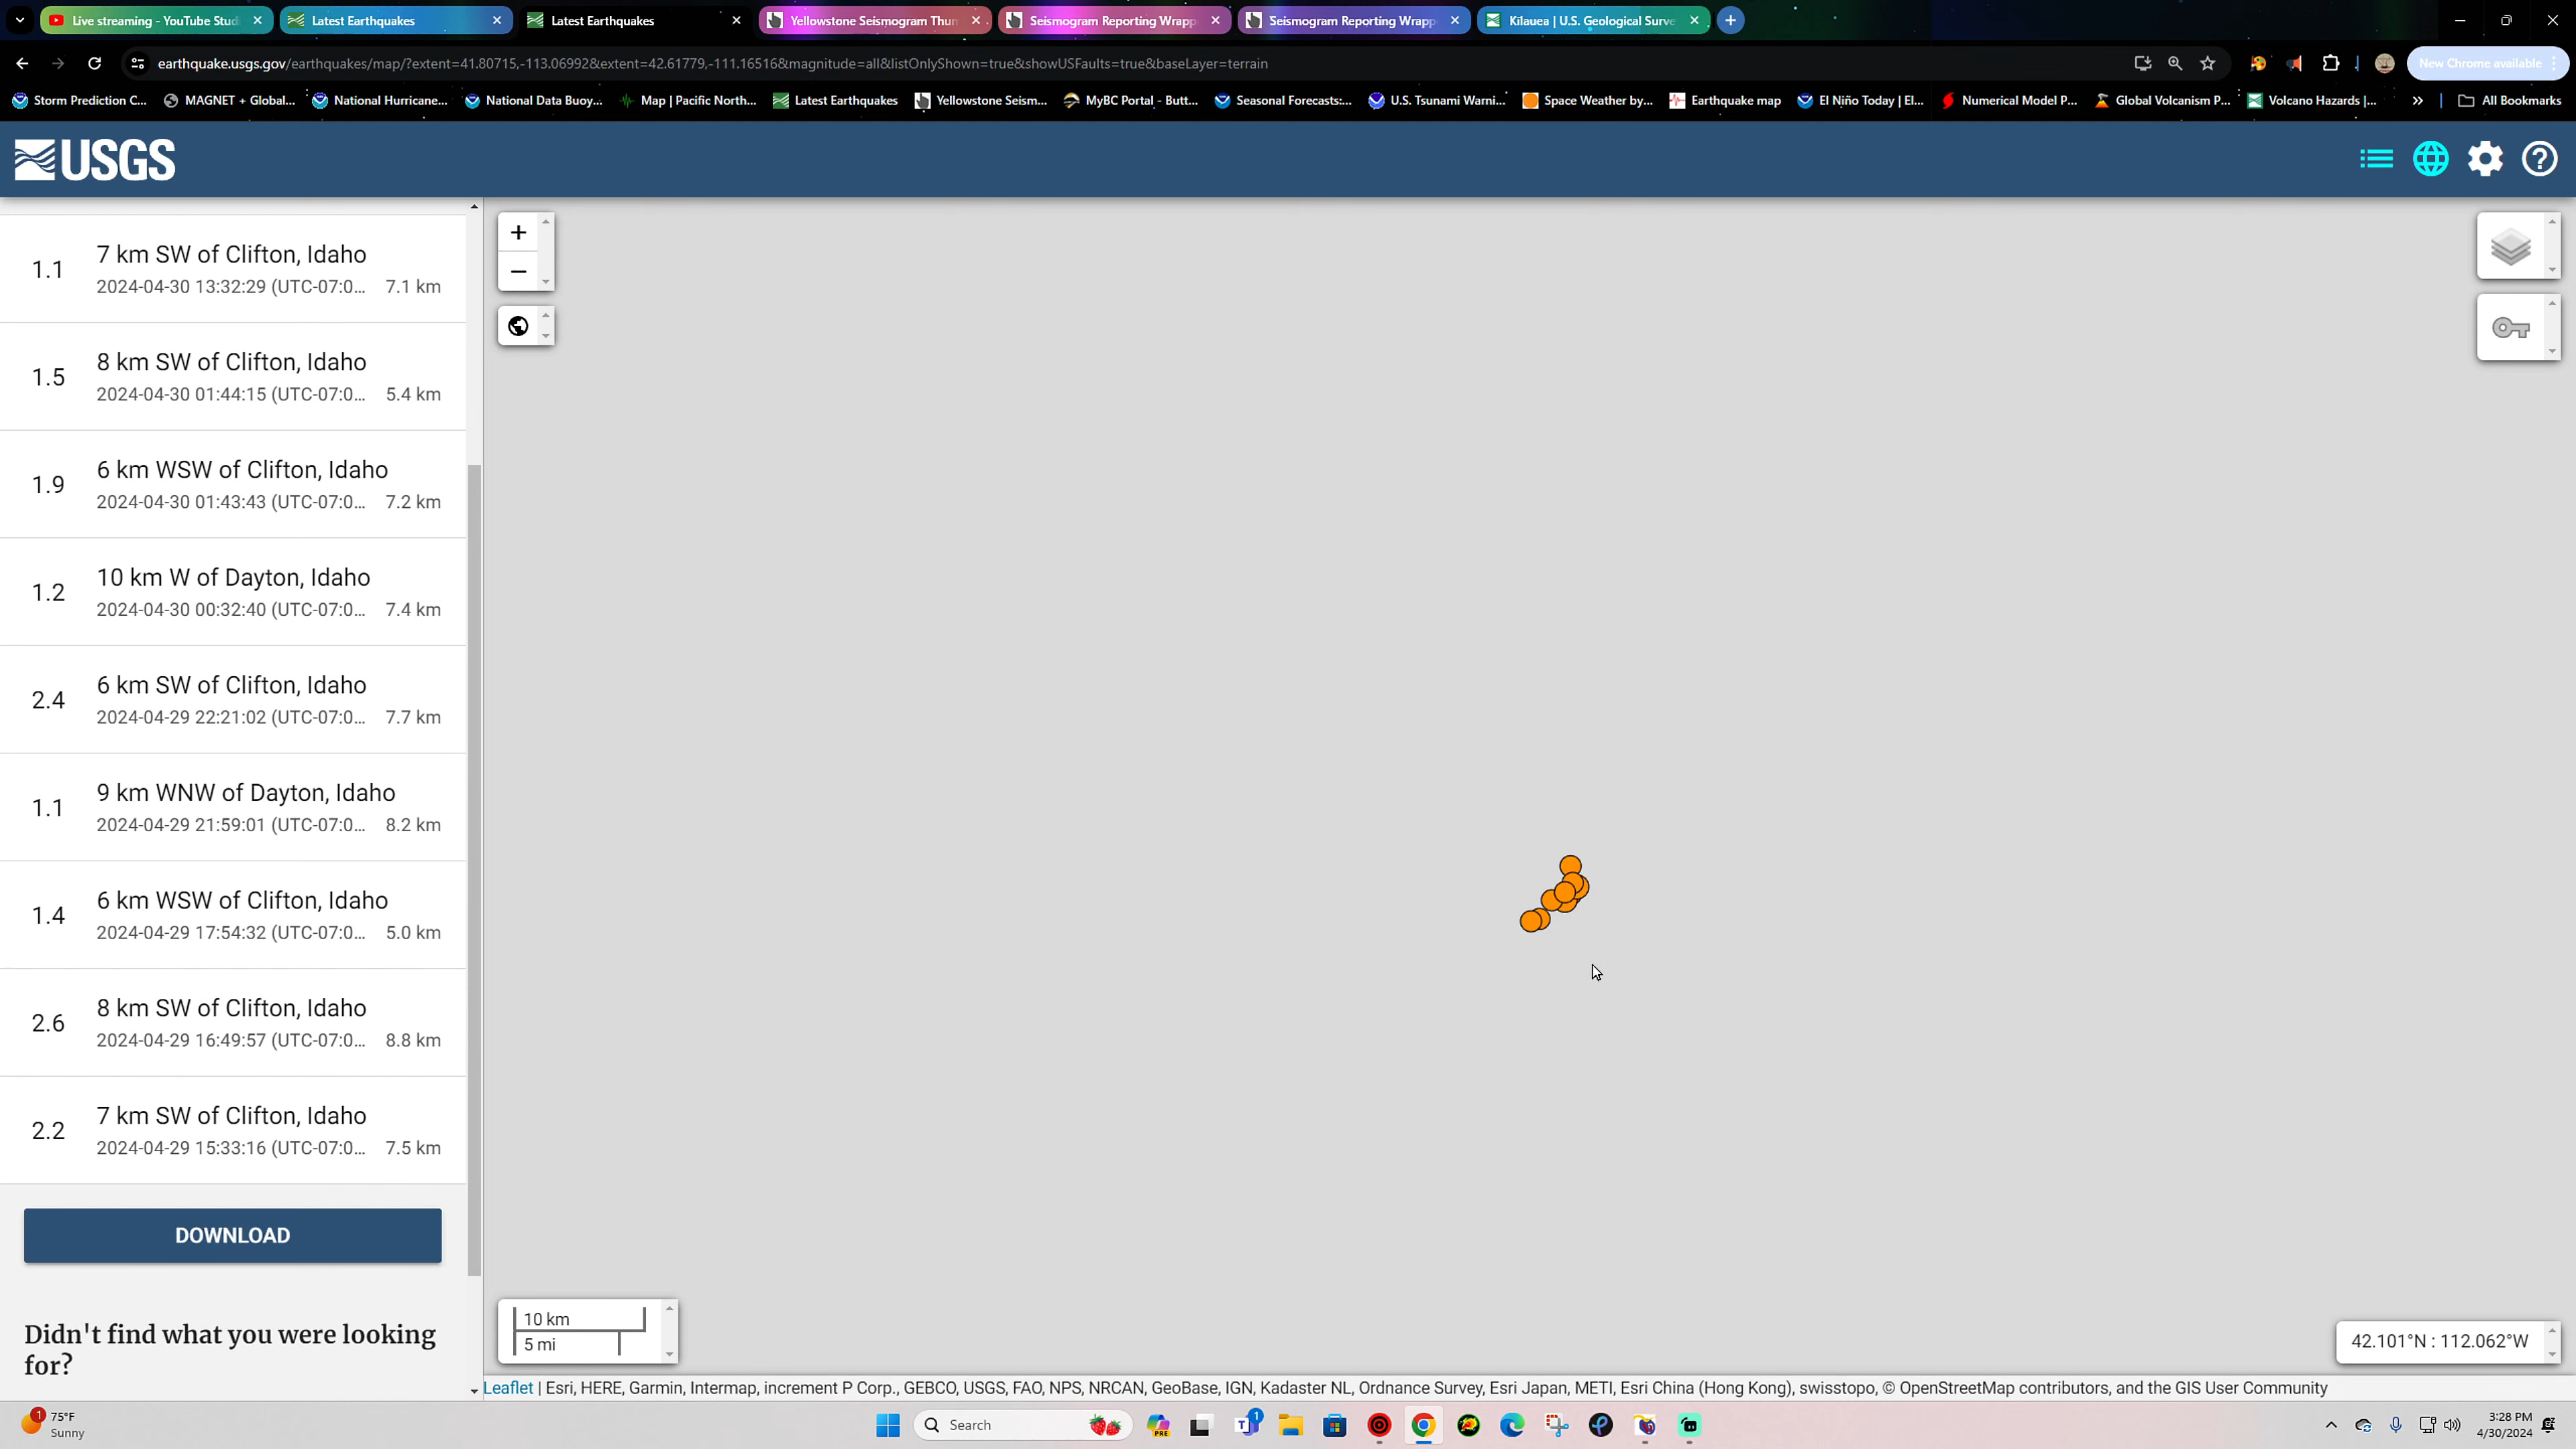 Live streaming - YouTube Studi
Latest Earthquakes
Latest Earthquakes
Yellowstone Seismogram Thun
Seismogram Reporting Wrapp
Seismogram Reporting Wrapp
Kilauea | U.S. Geological Surve
earthquake.usgs.gov/earthquakes/map/?extent=41.80715,-113.06992&extent=42.61779,-111.16516&magnitude=all&listOnlyShown=true&showUSFaults=true&baseLayer=terrain
New Chrome available
Storm Prediction C...
MAGNET + Global...
National Hurricane...
National Data Buoy...
Map | Pacific North...
Latest Earthquakes
Yellowstone Seism...
MyBC Portal - Butt...
Seasonal Forecasts:...
U.S. Tsunami Warni...
Space Weather by...
Earthquake map
El Niño Today | El...
Numerical Model P...
Global Volcanism P...
Volcano Hazards |...
All Bookmarks
USGS
1.1
7 km SW of Clifton, Idaho
2024-04-30 13:32:29 (UTC-07:0... 7.1 km
1.5
8 km SW of Clifton, Idaho
2024-04-30 01:44:15 (UTC-07:0... 5.4 km
1.9
6 km WSW of Clifton, Idaho
2024-04-30 01:43:43 (UTC-07:0... 7.2 km
1.2
10 km W of Dayton, Idaho
2024-04-30 00:32:40 (UTC-07:0... 7.4 km
2.4
6 km SW of Clifton, Idaho
2024-04-29 22:21:02 (UTC-07:0... 7.7 km
1.1
9 km WNW of Dayton, Idaho
2024-04-29 21:59:01 (UTC-07:0... 8.2 km
1.4
6 km WSW of Clifton, Idaho
2024-04-29 17:54:32 (UTC-07:0... 5.0 km
2.6
8 km SW of Clifton, Idaho
2024-04-29 16:49:57 (UTC-07:0... 8.8 km
2.2
7 km SW of Clifton, Idaho
2024-04-29 15:33:16 (UTC-07:0... 7.5 km
DOWNLOAD
Didn't find what you were looking
for?
+
−
10 km
5 mi
42.101°N : 112.062°W
Leaflet | Esri, HERE, Garmin, Intermap, increment P Corp., GEBCO, USGS, FAO, NPS, NRCAN, GeoBase, IGN, Kadaster NL, Ordnance Survey, Esri Japan, METI, Esri China (Hong Kong), swisstopo, © OpenStreetMap contributors, and the GIS User Community
1
75°F
Sunny
Search
PRE
1
3:28 PM
4/30/2024